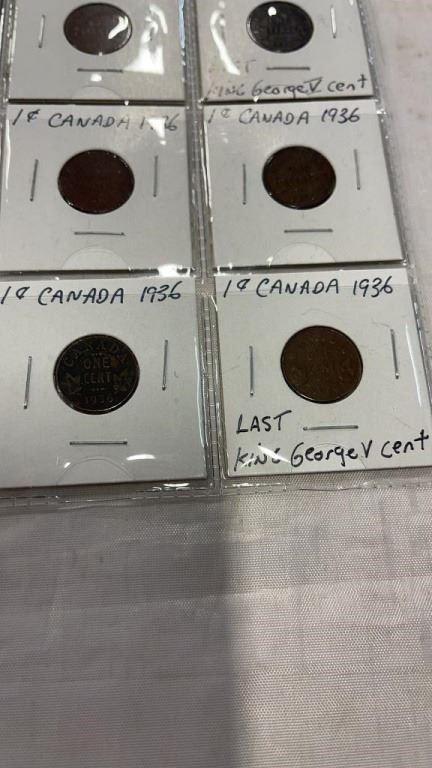 LAST
KING George V cent
1¢ CANADA
1¢ CANADA 1936
1¢ CANADA 1936
CANADA
ONE
CENT
1936
1¢ CANADA 1936
LAST
KING George V cent